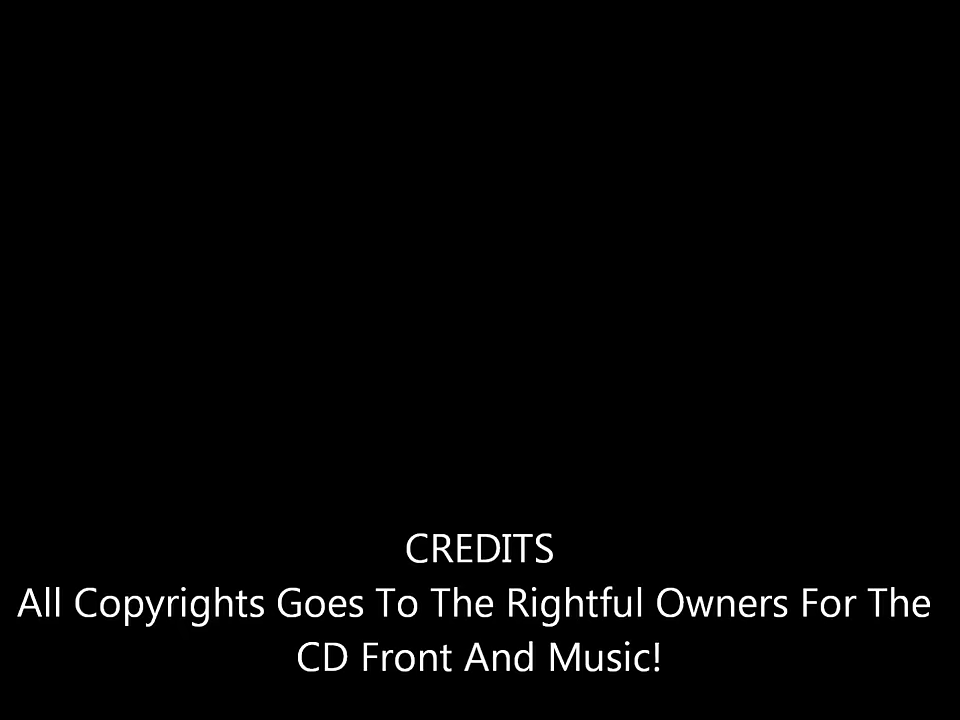 CREDITS
All Copyrights Goes To The Rightful Owners For The
CD Front And Music!